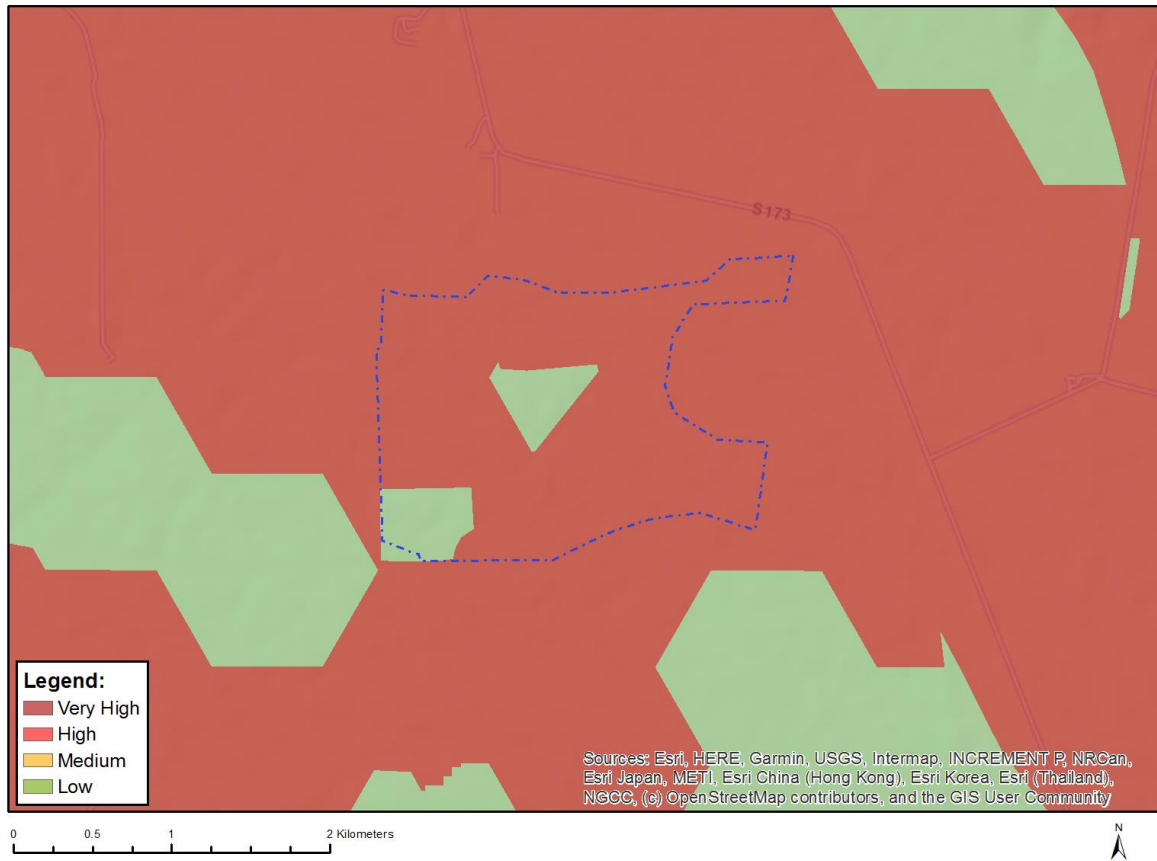 S173
Legend:
Very High
High
Medium
Low
Sources: Esri, HERE, Garmin, USGS, Intermap, INCREMENT P, NRCan,
Esri Japan, METI, Esri China (Hong Kong), Esri Korea, Esri (Thailand),
NGCC, (c) OpenStreetMap contributors, and the GIS User Community
0 0.5 1 2 Kilometers
N